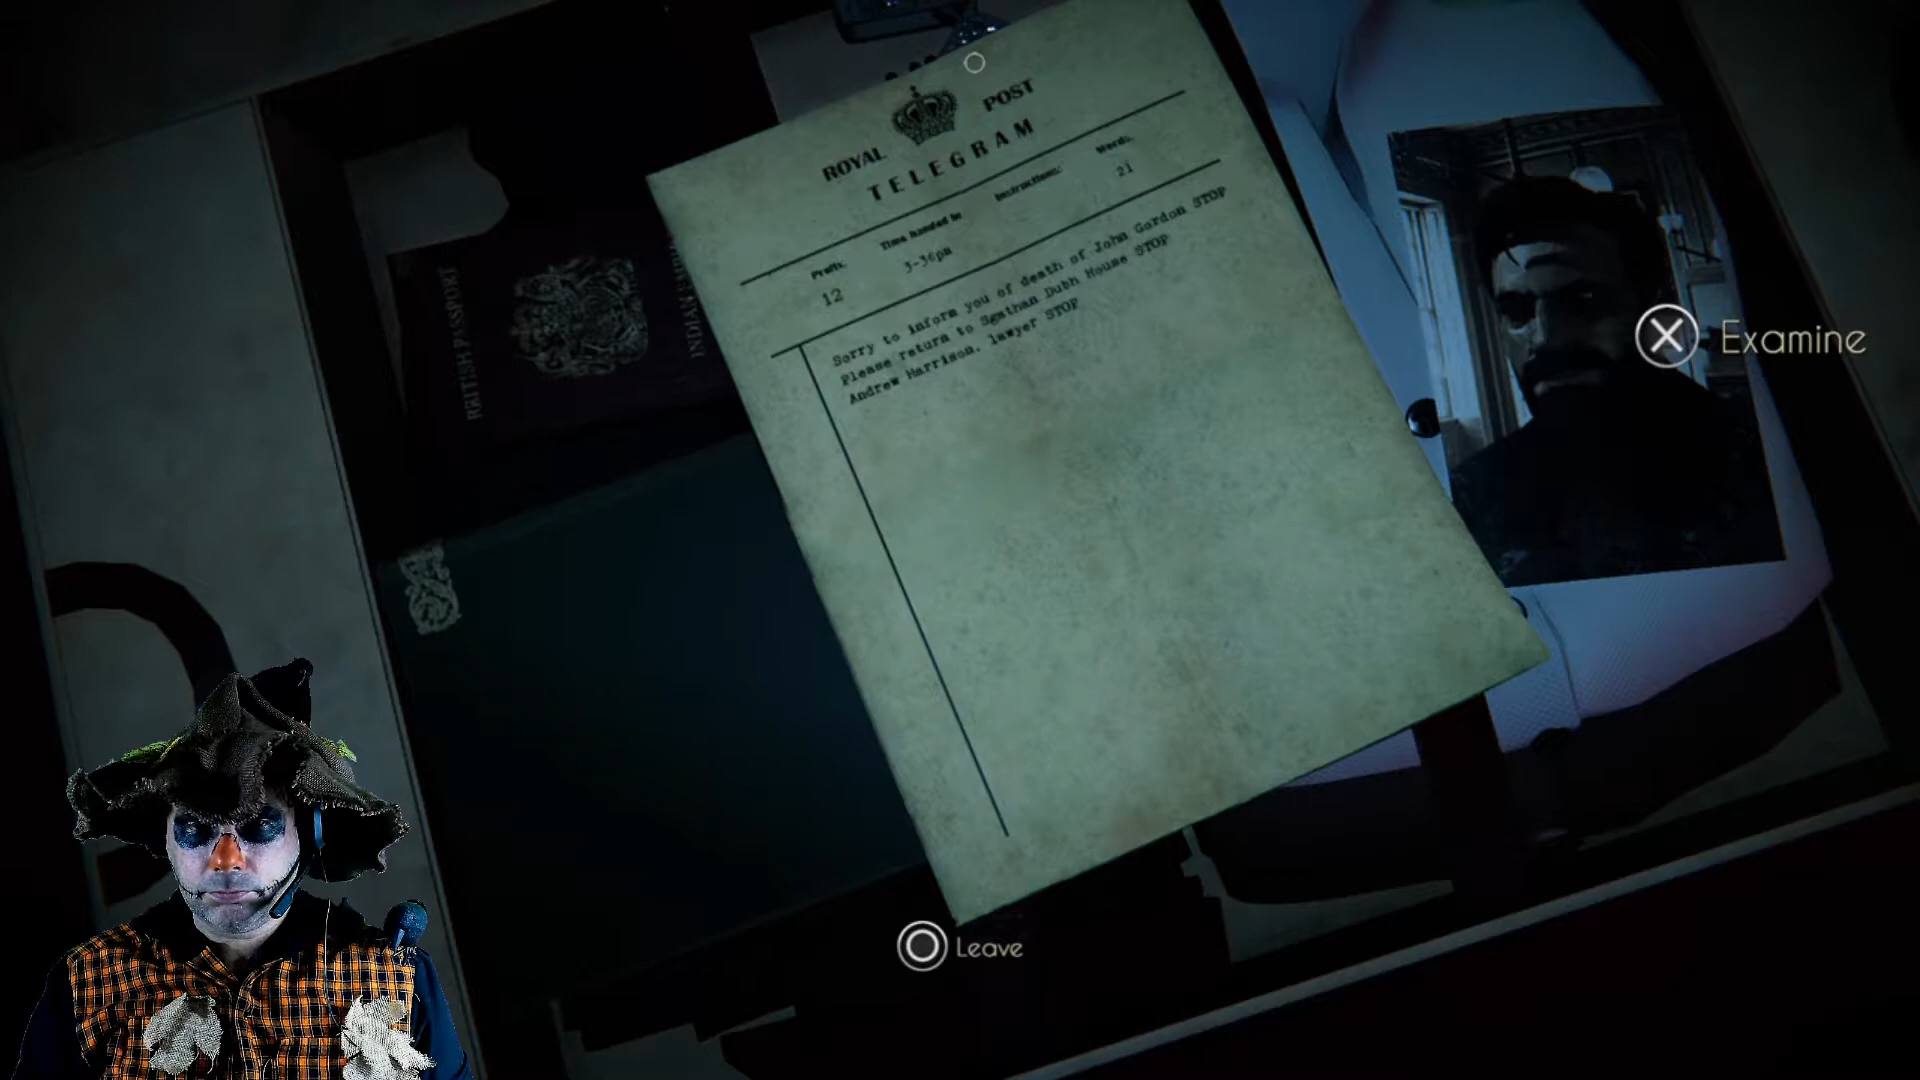 ROYAL POST
TELEGRAM
Prefix. Time handed in Instructions: Words.
12 3-36pm 21
Sorry to inform you of death of John Gordon STOP
Please return to Sgathan Dubh House STOP
Andrew Harrison. lawyer STOP
BRITISH PASSPORT
Examine
Leave